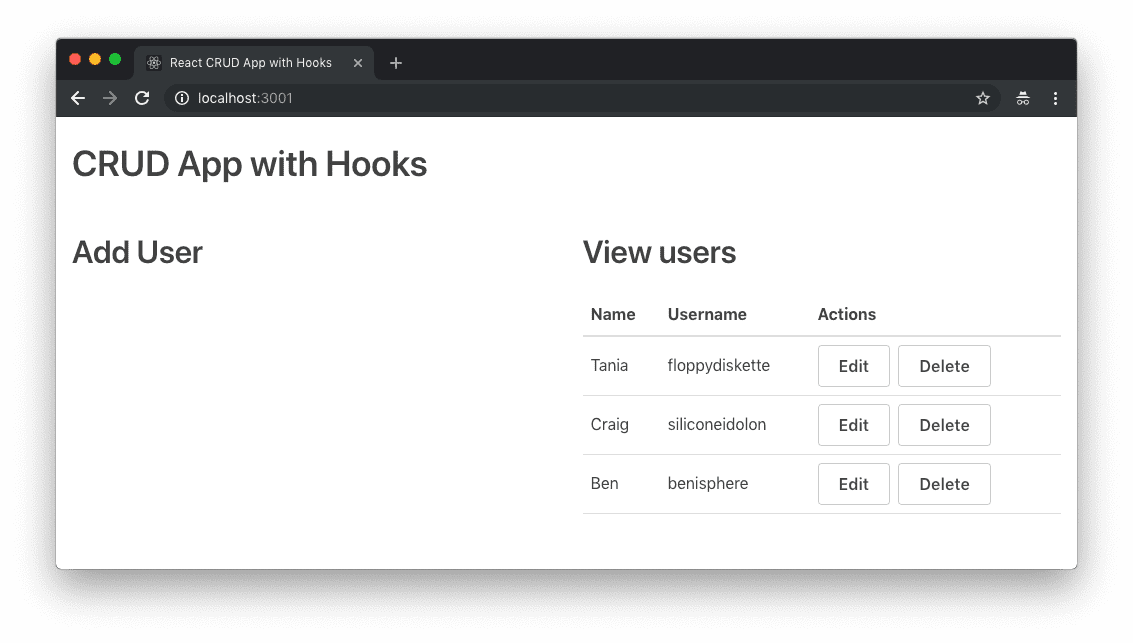 React CRUD App with Hooks
localhost:3001
CRUD App with Hooks
Add User
View users
Name Username Actions
Tania floppydiskette Edit Delete
Craig siliconeidolon Edit Delete
Ben benisphere Edit Delete